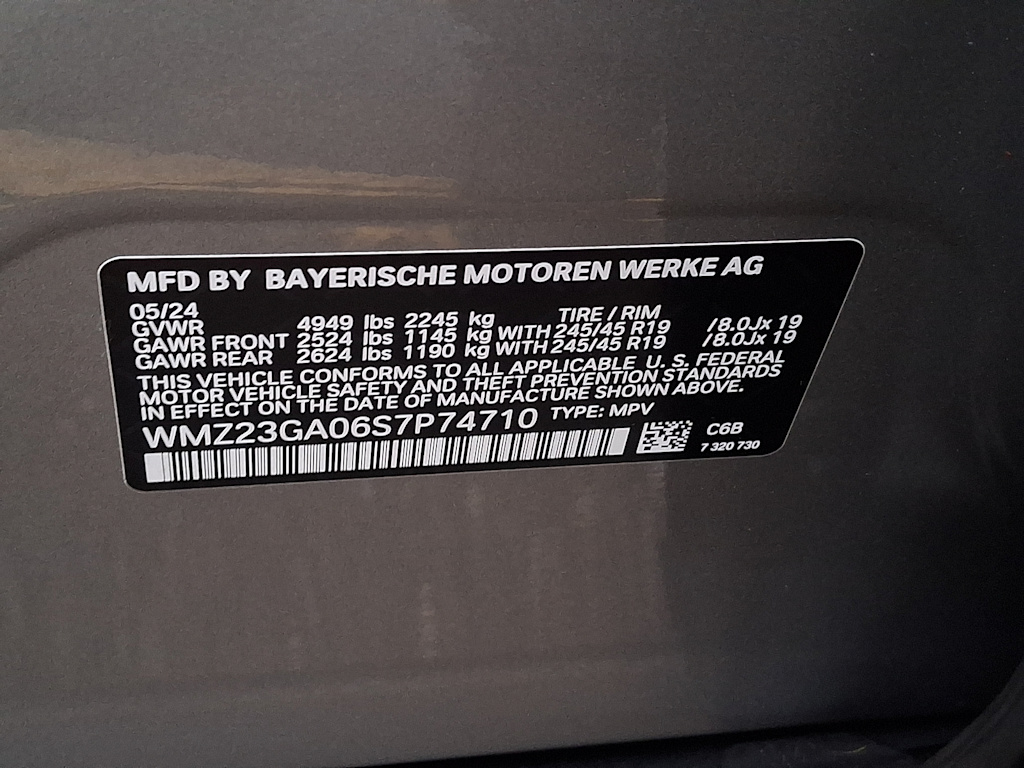 MFD BY BAYERISCHE MOTOREN WERKE AG
05/24 TIRE / RIM
GVWR 4949 lbs 2245 kg
GAWR FRONT 2524 lbs 1145 kg WITH 245/45 R19 /8.0Jx 19
GAWR REAR 2624 lbs 1190 kg WITH 245/45 R19 /8.0Jx 19
THIS VEHICLE CONFORMS TO ALL APPLICABLE U.S. FEDERAL
MOTOR VEHICLE SAFETY AND THEFT PREVENTION STANDARDS
IN EFFECT ON THE DATE OF MANUFACTURE SHOWN ABOVE.
WMZ23GA06S7P74710 TYPE: MPV
C6B
7 320 730